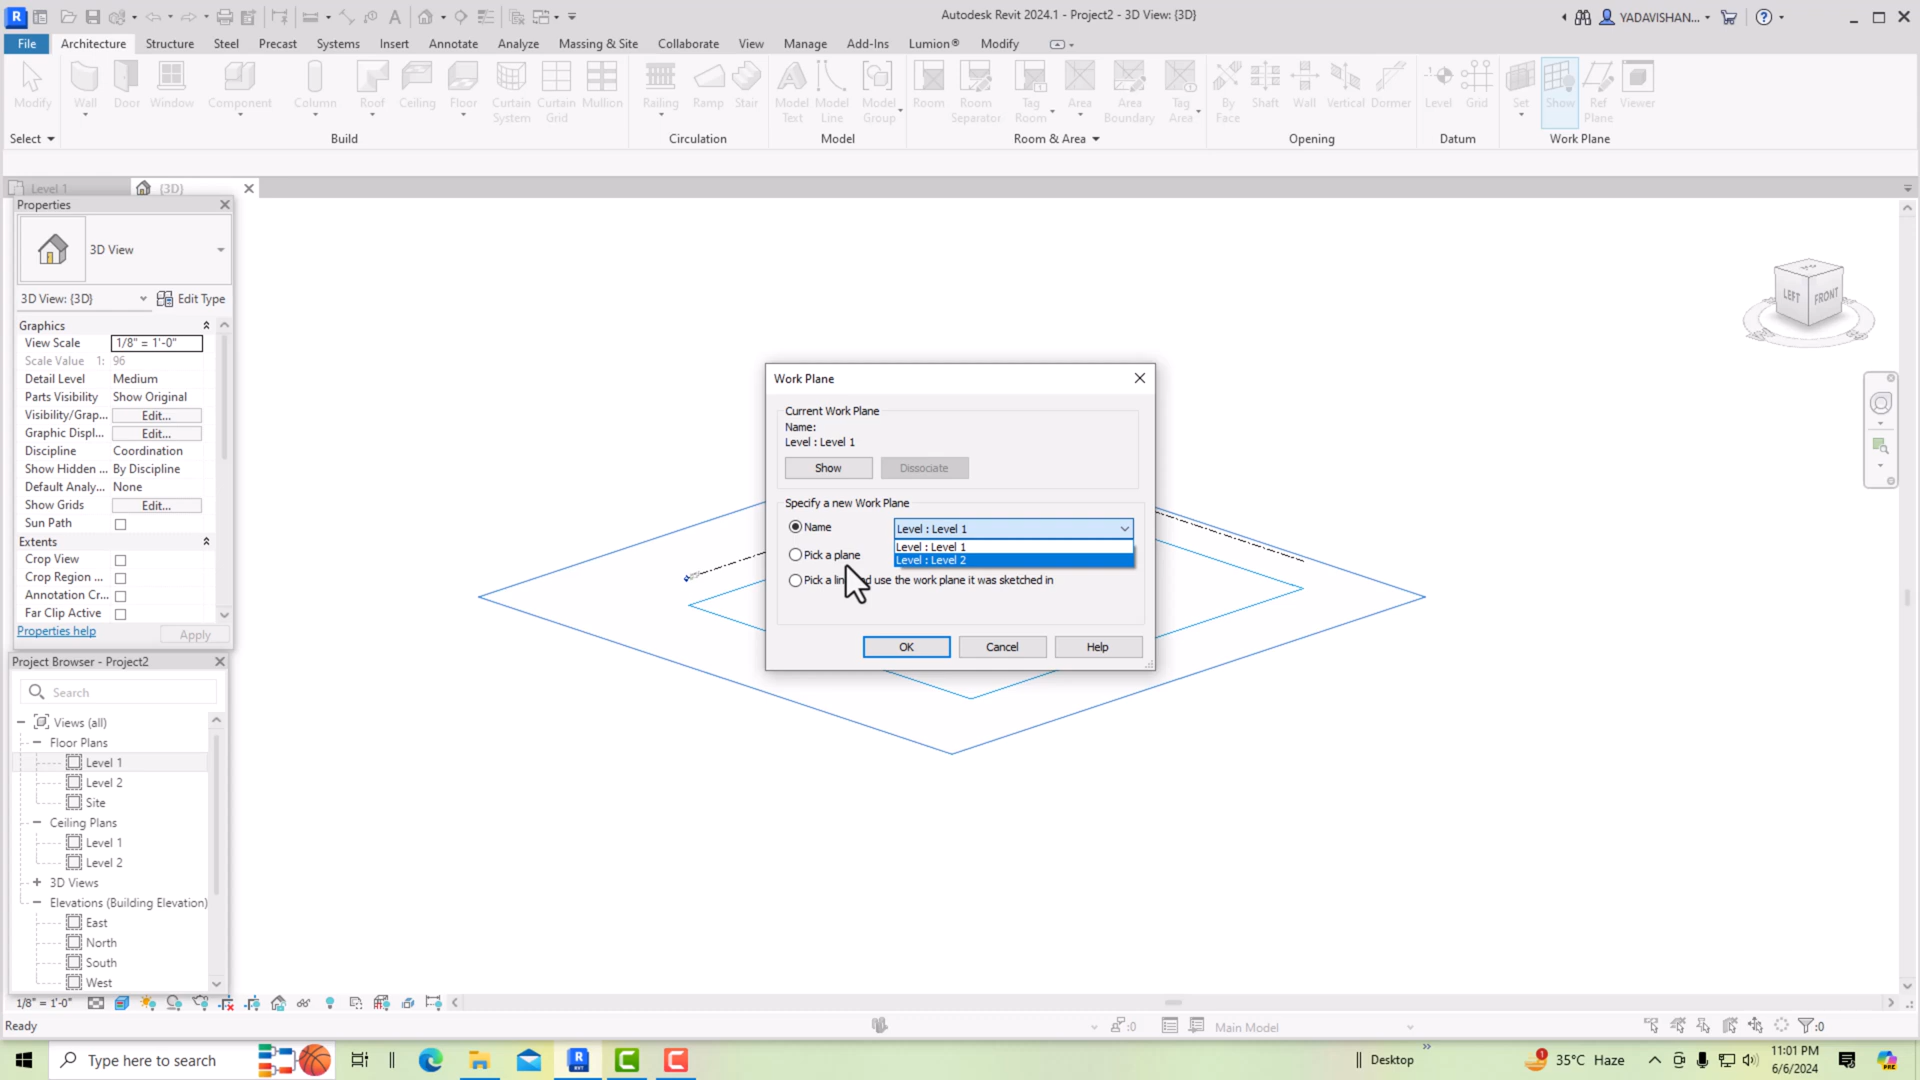 Autodesk Revit 2024.1 - Project2 - 3D View: {3D}
YADAVISHAN...
File Architecture Structure Steel Precast Systems Insert Annotate Analyze Massing & Site Collaborate View Manage Add-Ins Lumion® Modify
Modify Wall Door Window Component Column Roof Ceiling Floor Curtain System Curtain Grid Mullion Railing Ramp Stair Model Text Model Line Model Group Room Room Separator Tag Room Area Area Boundary Tag Area By Face Shaft Wall Vertical Dormer Level Grid Set Show Ref Plane Viewer
Select Build Circulation Model Room & Area Opening Datum Work Plane
Level 1 {3D}
Properties
3D View
3D View: {3D} Edit Type
Graphics
View Scale 1/8" = 1'-0"
Scale Value 1: 96
Detail Level Medium
Parts Visibility Show Original
Visibility/Grap... Edit...
Graphic Displ... Edit...
Discipline Coordination
Show Hidden ... By Discipline
Default Analy... None
Show Grids Edit...
Sun Path
Extents
Crop View
Crop Region ...
Annotation Cr...
Far Clip Active
Properties help Apply
Project Browser - Project2
Search
Views (all)
Floor Plans
Level 1
Level 2
Site
Ceiling Plans
Level 1
Level 2
3D Views
Elevations (Building Elevation)
East
North
South
West
LEFT FRONT
Work Plane
Current Work Plane
Name:
Level : Level 1
Show Dissociate
Specify a new Work Plane
Name Level : Level 1
Level : Level 1
Level : Level 2
Pick a plane
Pick a lin d use the work plane it was sketched in
OK Cancel Help
1/8" = 1'-0"
Ready :0 Main Model :0
Type here to search Desktop 35°C Haze 11:01 PM
6/6/2024